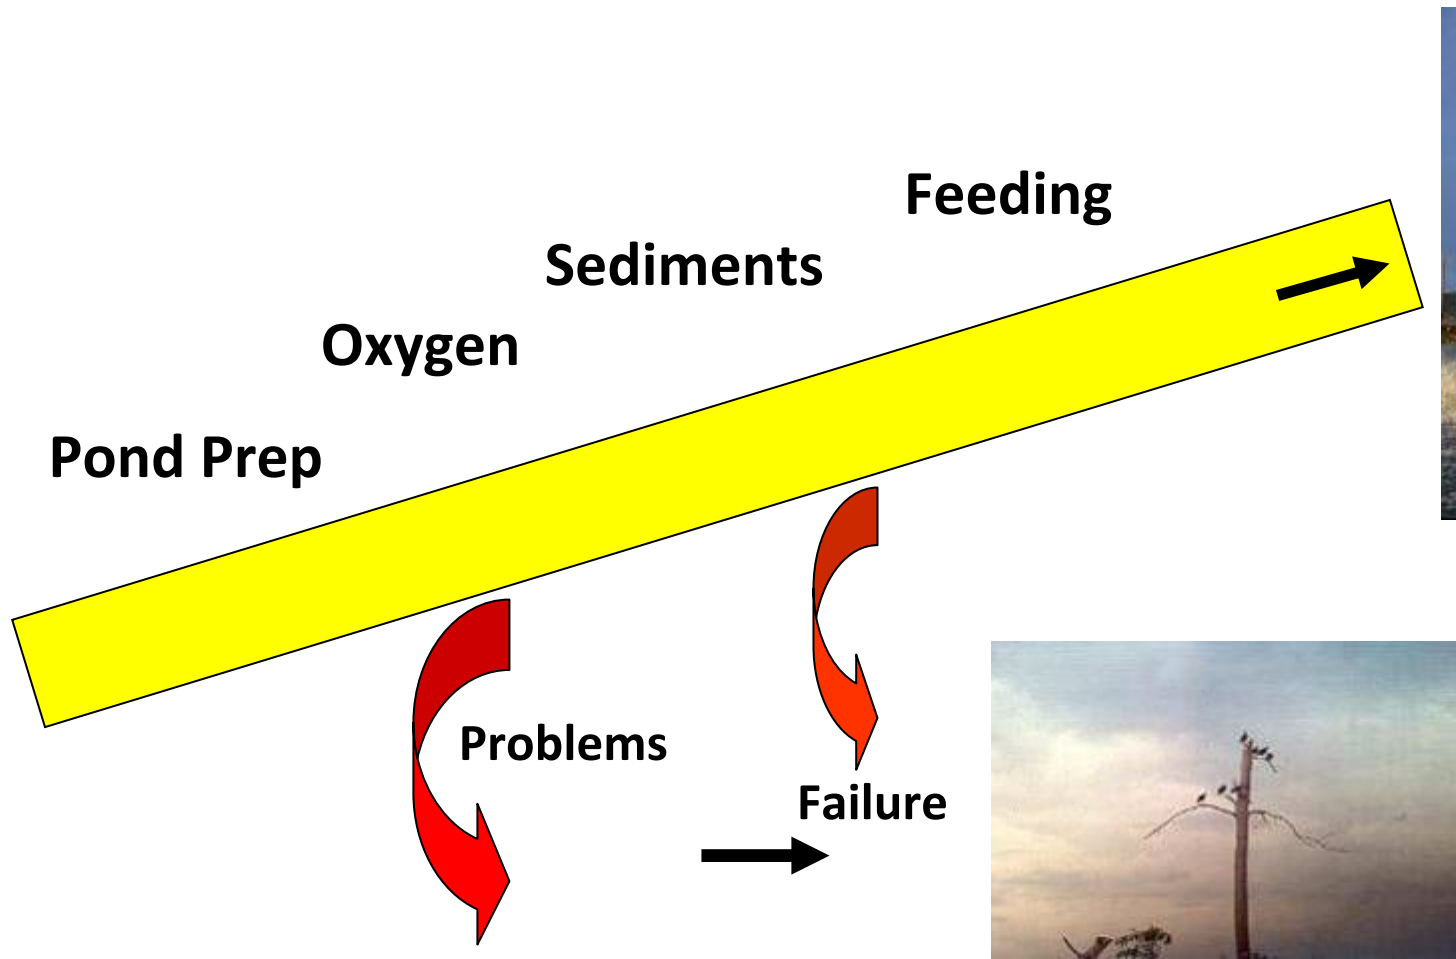 Feeding
Sediments
Oxygen
Pond Prep
Problems
Failure